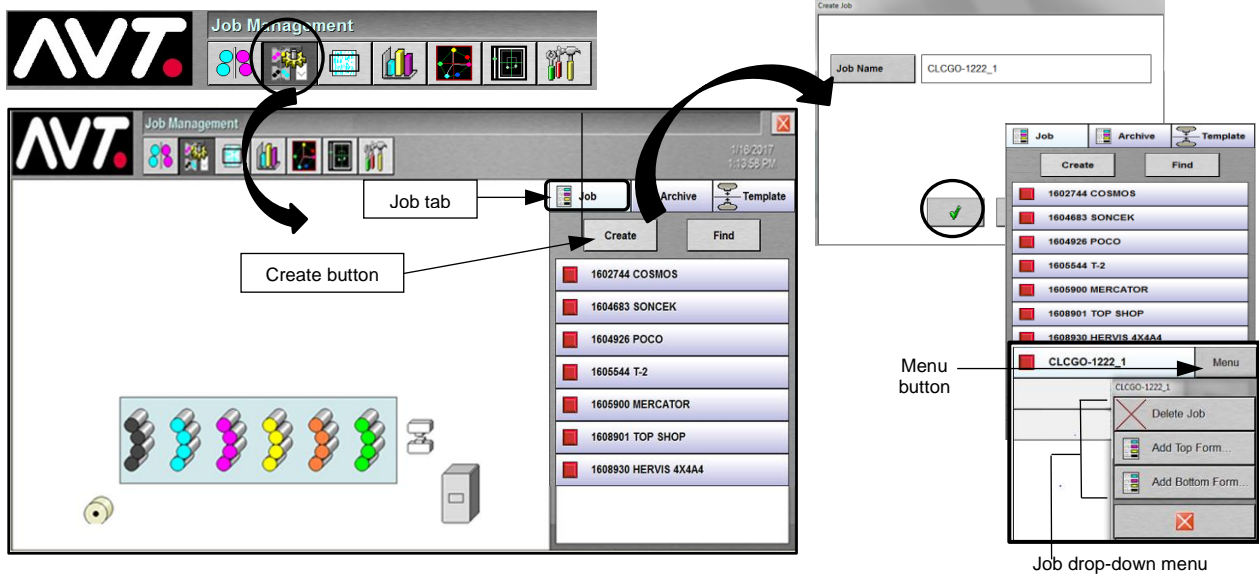 AVT.
Job Management
AVT.
Job Management
1/16/2017
1:13:56 PM
Job tab
Job
Archive
Template
Create
Find
Create button
1602744 COSMOS
1604683 SONCEK
1604926 POCO
1605544 T-2
1605900 MERCATOR
1608901 TOP SHOP
1608930 HERVIS 4X4A4
Create Job
Job Name
CLCGO-1222_1
Job
Archive
Template
Create
Find
1602744 COSMOS
1604683 SONCEK
1604926 POCO
1605544 T-2
1605900 MERCATOR
1608901 TOP SHOP
1608930 HERVIS 4X4A4
CLCGO-1222_1
Menu
Menu
button
CLCGO-1222_1
Delete Job
Add Top Form...
Add Bottom Form...
Job drop-down menu